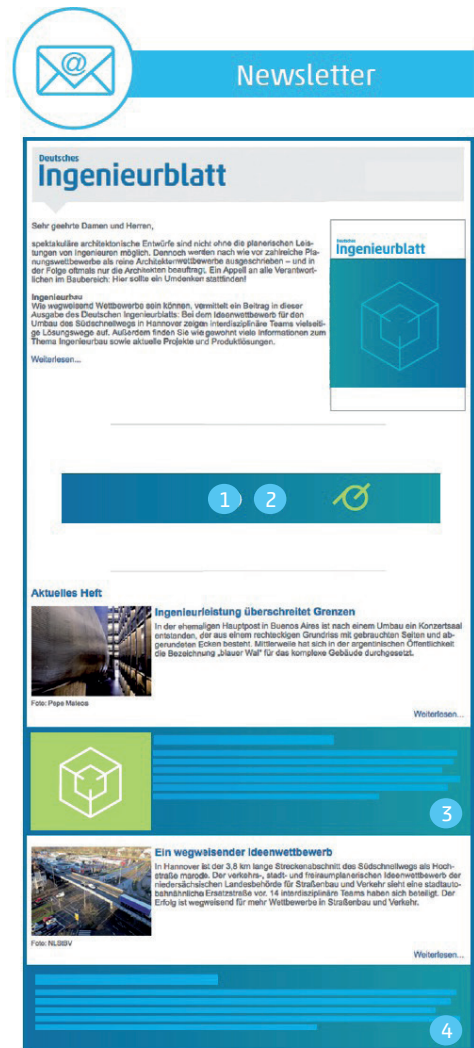 @
Newsletter
Deutsches
Ingenieurblatt
Sehr geehrte Damen und Herren,
spektakuläre architektonische Entwürfe sind nicht ohne die planerischen Leis-
tungen von Ingenieuren möglich. Dennoch werden nach wie vor zahlreiche Pla-
nungswettbewerbe als reine Architektenwettbewerbe ausgeschrieben – und in
der Folge oftmals nur die Architekten beauftragt. Ein Appell an alle Verantwort-
lichen im Baubereich: Hier sollte ein Umdenken stattfinden!
Ingenieurbau
Wie wegweisend Wettbewerbe sein können, vermittelt ein Beitrag in dieser
Ausgabe des Deutschen Ingenieurblatts: Bei dem Ideenwettbewerb für den
Umbau des Südschnellwegs in Hannover zeigen interdisziplinäre Teams vielseiti-
ge Lösungswege auf. Außerdem finden Sie wie gewohnt viele Informationen zum
Thema Ingenieurbau sowie aktuelle Projekte und Produktlösungen.
Weiterlesen...
Deutsches
Ingenieurblatt
1 2
Aktuelles Heft
Ingenieurleistung überschreitet Grenzen
In der ehemaligen Hauptpost in Buenos Aires ist nach einem Umbau ein Konzertsaal
entstanden, der aus einem rechteckigen Grundriss mit gebrauchten Seiten und ab-
gerundeten Ecken besteht. Mittlerweile hat sich in der argentinischen Öffentlichkeit
die Bezeichnung „blauer Wal" für das komplexe Gebäude durchgesetzt.
Foto: Pepe Mateos
Weiterlesen...
3
Ein wegweisender Ideenwettbewerb
In Hannover ist der 3,8 km lange Streckenabschnitt des Südschnellwegs als Hoch-
straße marode. Der verkehrs-, stadt- und freiraumplanerischen Ideenwettbewerb der
niedersächsischen Landesbehörde für Straßenbau und Verkehr sieht eine stadtauto-
bahnähnliche Ersatzstraße vor. 14 interdisziplinäre Teams haben sich beteiligt. Der
Erfolg ist wegweisend für mehr Wettbewerbe in Straßenbau und Verkehr.
Foto: NLStBV
Weiterlesen...
4